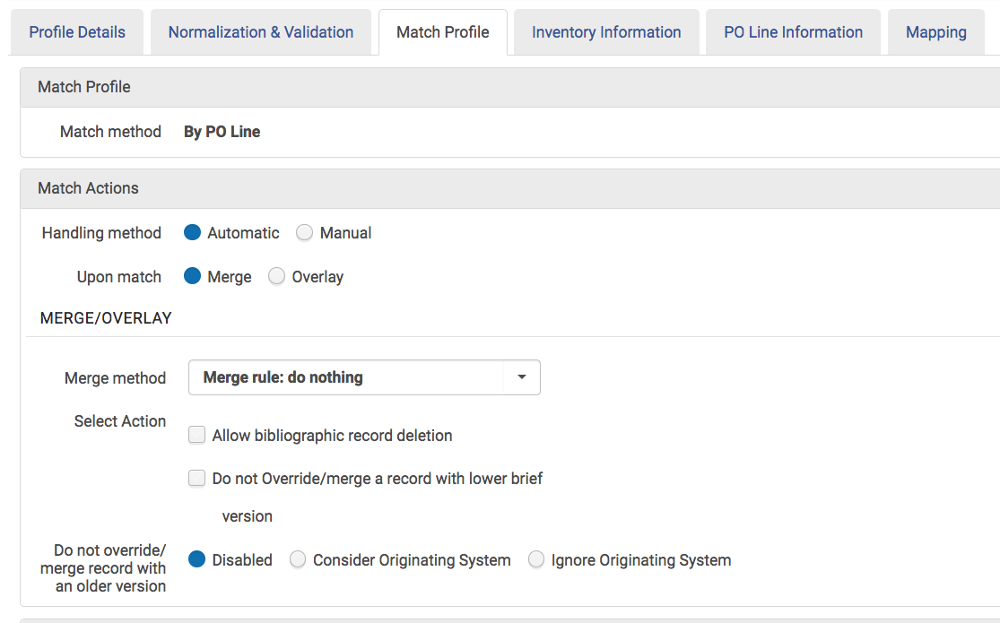 Profile Details Normalization & Validation Match Profile Inventory Information PO Line Information Mapping
Match Profile
Match method By PO Line
Match Actions
Handling method Automatic Manual
Upon match Merge Overlay
MERGE/OVERLAY
Merge method Merge rule: do nothing
Select Action
Allow bibliographic record deletion
Do not Override/merge a record with lower brief
version
Do not override/
merge record with
an older version
Disabled Consider Originating System Ignore Originating System